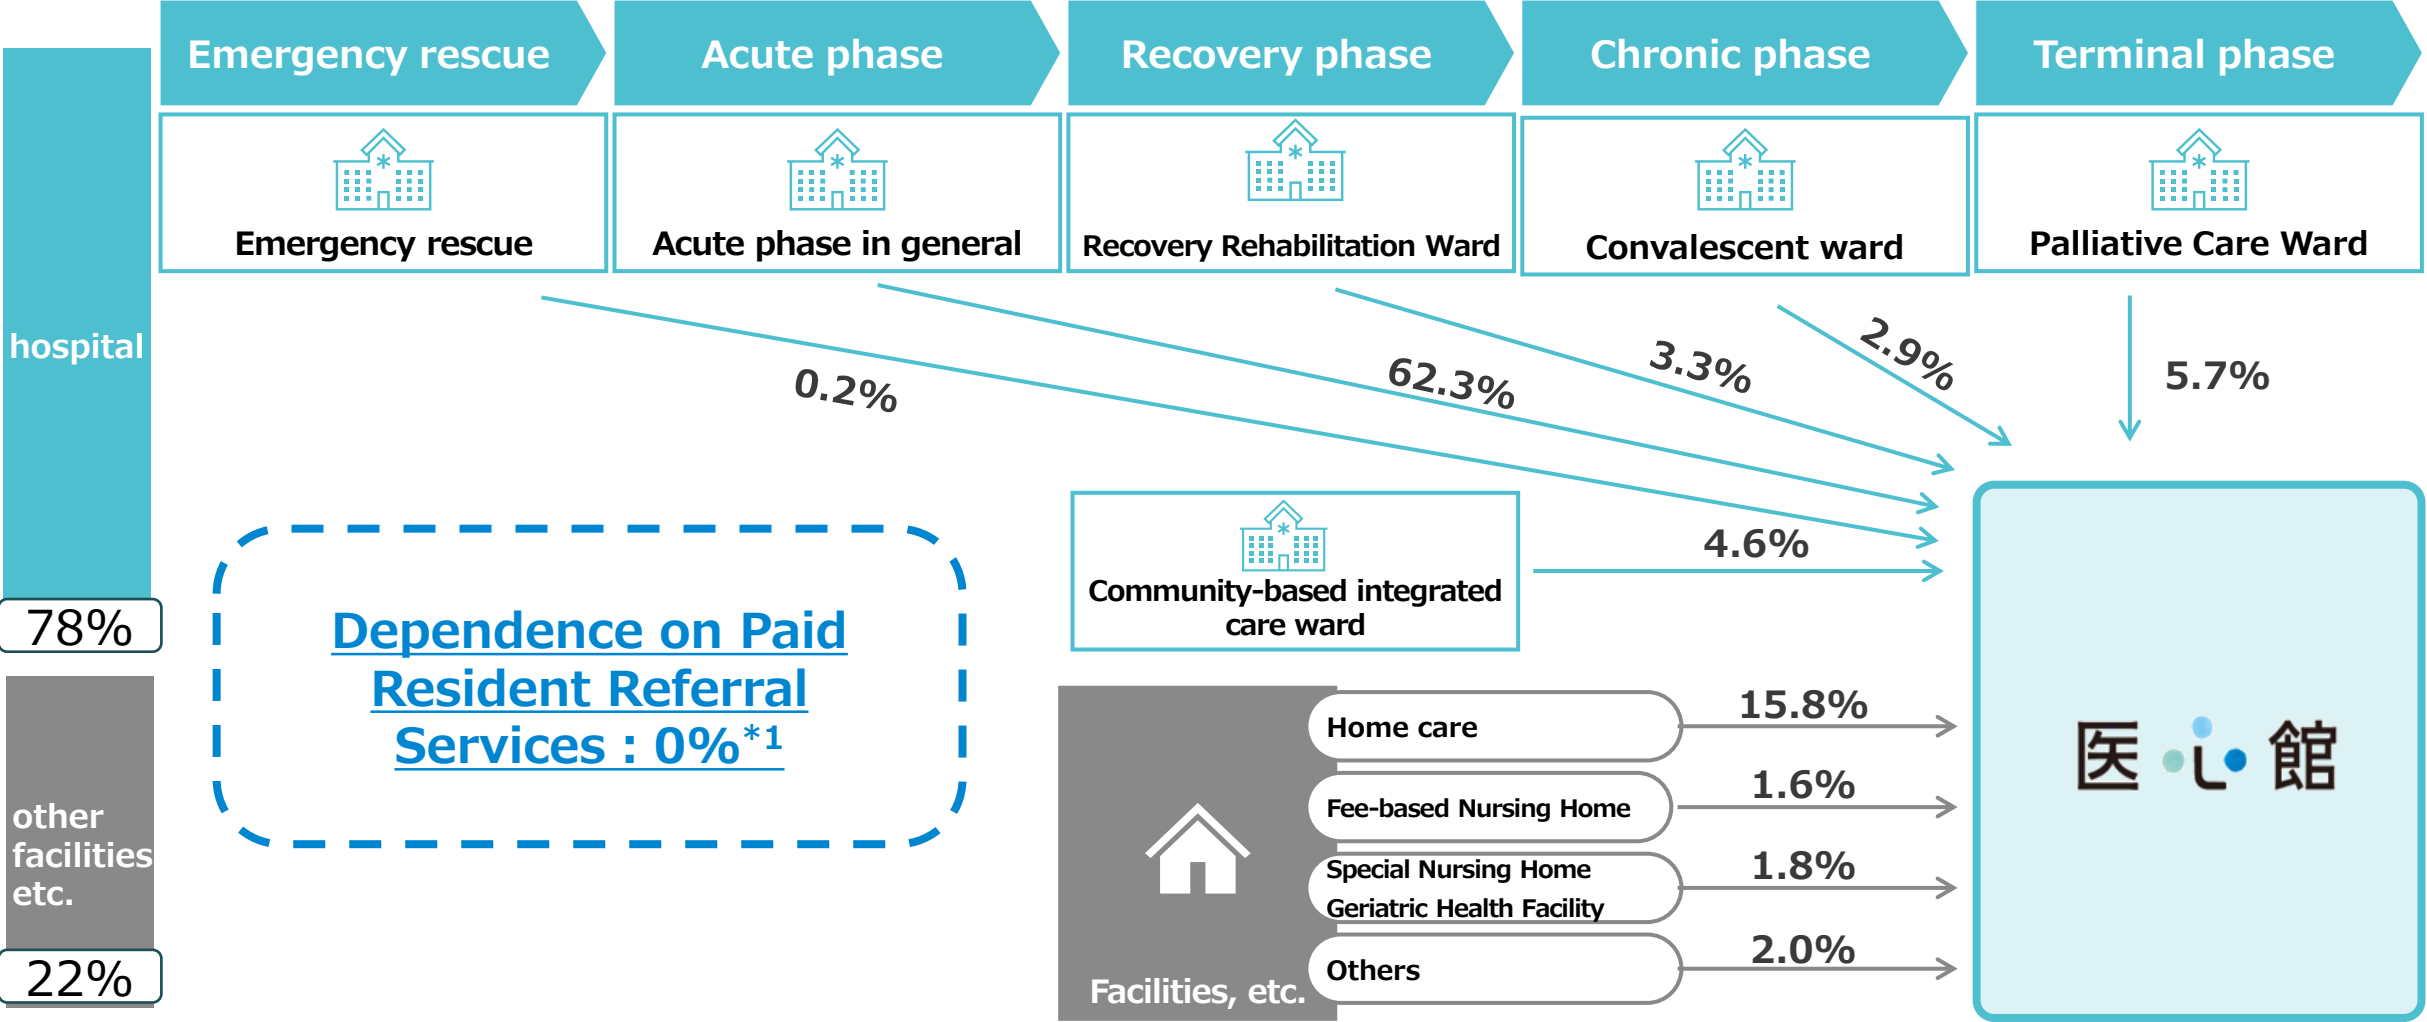 Emergency rescue
Acute phase
Recovery phase
Chronic phase
Terminal phase
Emergency rescue
Acute phase in general
Recovery Rehabilitation Ward
Convalescent ward
Palliative Care Ward
hospital
0.2%
62.3%
3.3%
2.9%
5.7%
Community-based integrated
care ward
4.6%
78%
Dependence on Paid
Resident Referral
Services : 0%*1
other
facilities
etc.
22%
Facilities, etc.
Home care
15.8%
Fee-based Nursing Home
1.6%
Special Nursing Home
Geriatric Health Facility
1.8%
Others
2.0%
医心館